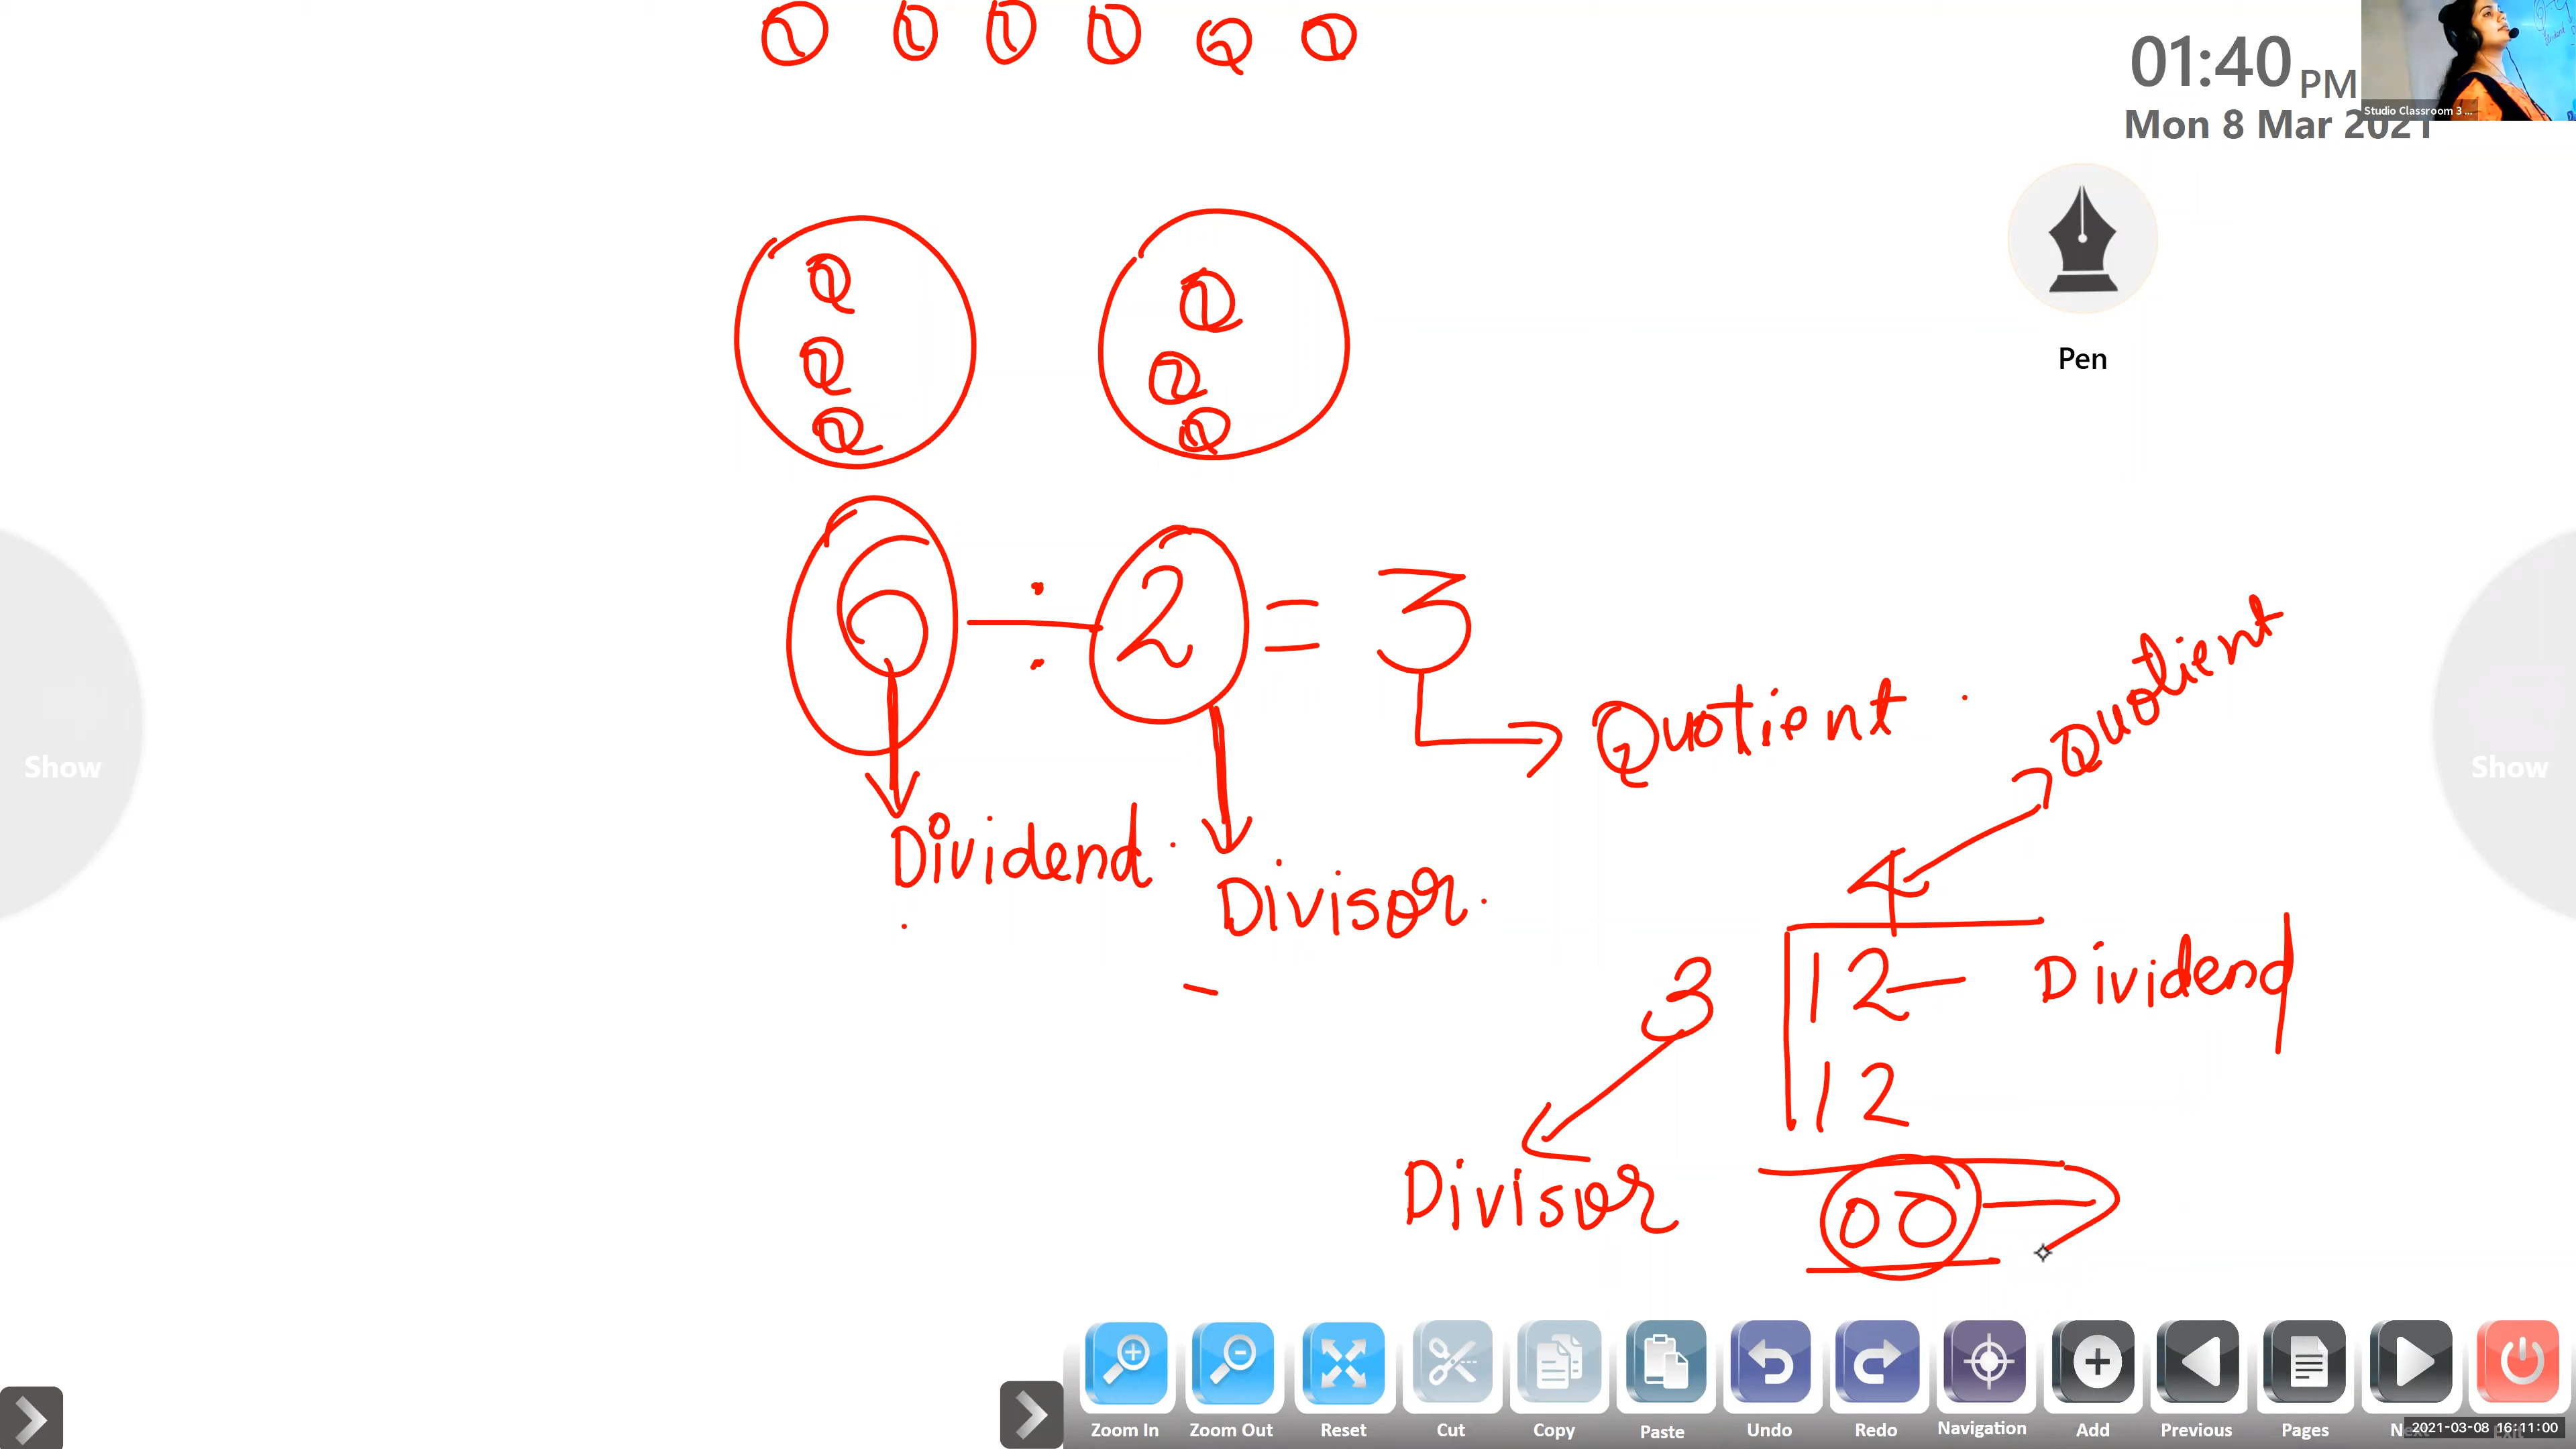 01:40 PM
Mon 8 Mar 2021
Studio Classroom 3 ...
Pen
6 ÷ 2 = 3
Quotient .
Quotient
Dividend .
Divisor .
4
3
12 — Dividend
12
Divisor
00
Show
Show
Zoom In
Zoom Out
Reset
Cut
Copy
Paste
Undo
Redo
Navigation
Add
Previous
Pages
2021-03-08 16:11:00